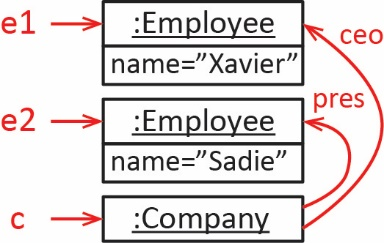 e1
:Employee
ceo
name=”Xavier”
pres
e2
:Employee
name=”Sadie”
c
:Company